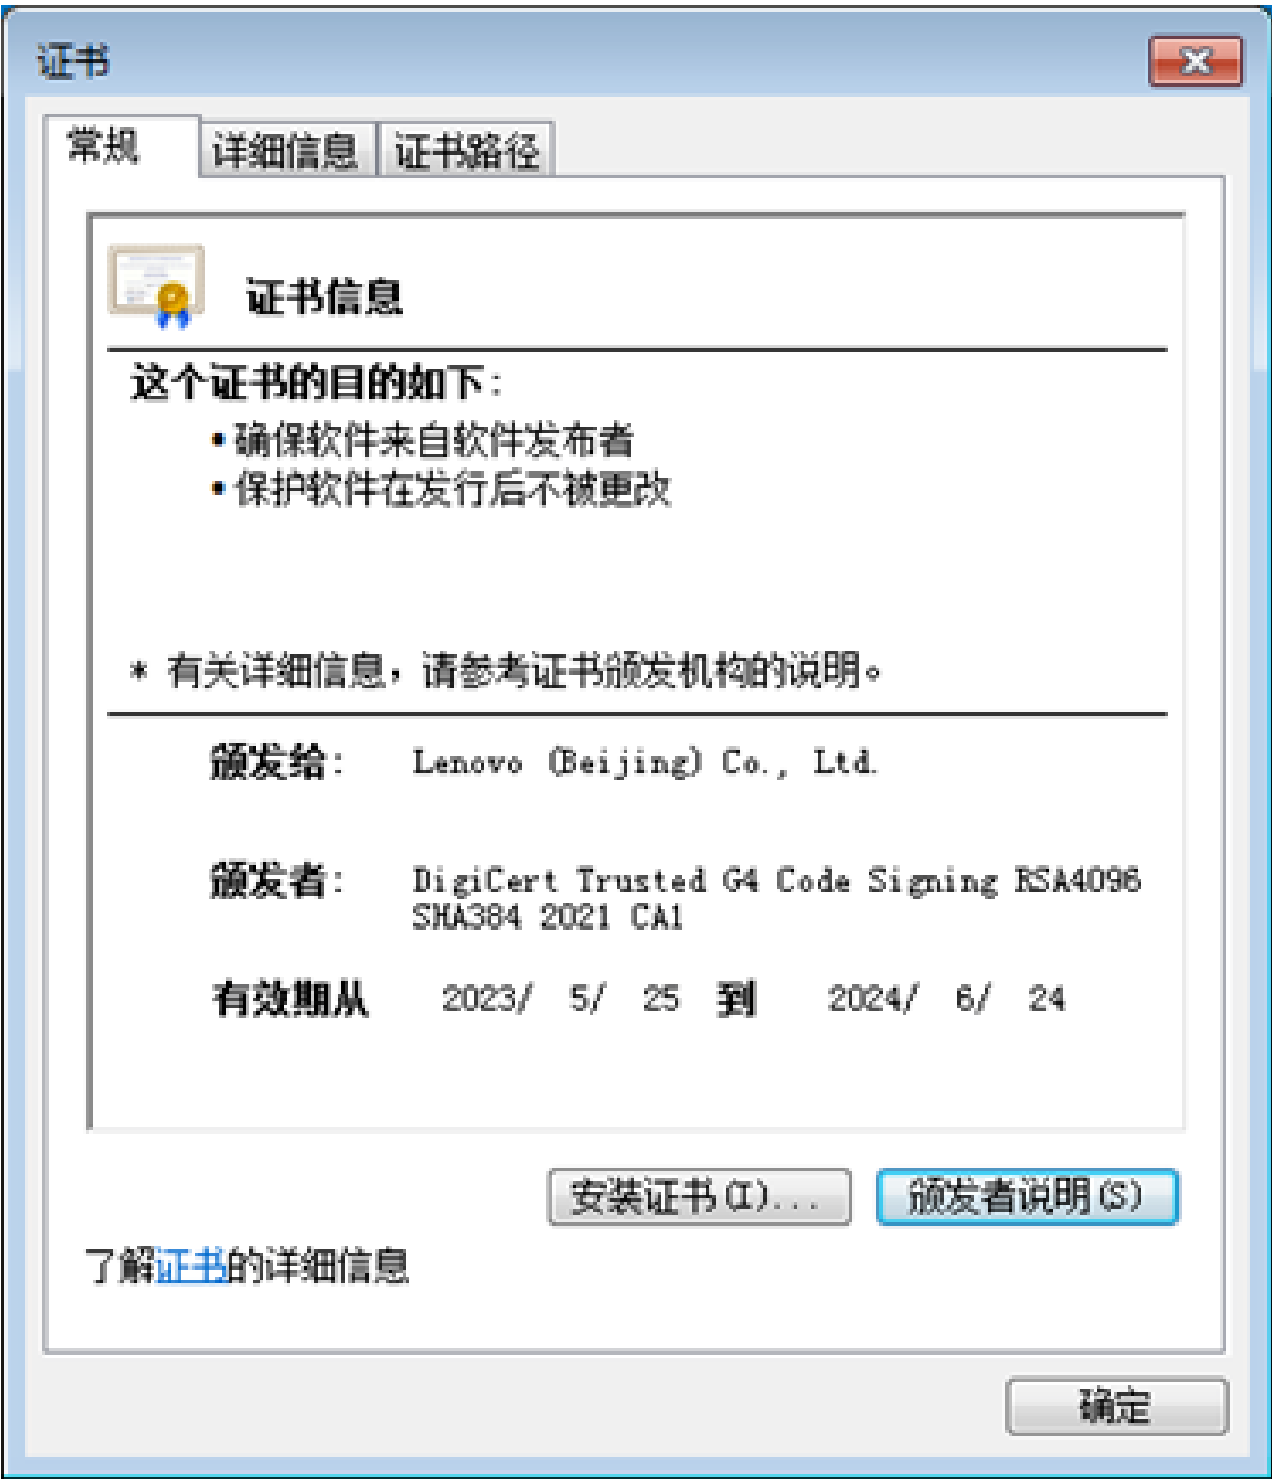 证书
常规 详细信息 证书路径
证书信息
这个证书的目的如下:
•确保软件来自软件发布者
•保护软件在发行后不被更改
* 有关详细信息，请参考证书颁发机构的说明。
颁发给: Lenovo (Beijing) Co., Ltd.
颁发者: DigiCert Trusted G4 Code Signing RSA4096
SHA384 2021 CA1
有效期从 2023/ 5/ 25 到 2024/ 6/ 24
安装证书(I)... 颁发者说明(S)
了解证书的详细信息
确定